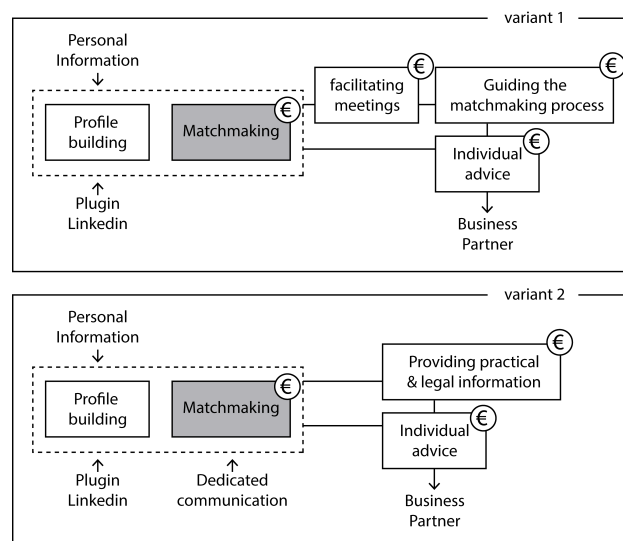 variant 1
Personal
Information
€
€
€
facilitating
meetings
Guiding the
matchmaking process
Profile
building
Matchmaking
€
Individual
advice
Plugin
Linkedin
Business
Partner
variant 2
Personal
Information
€
Providing practical
& legal information
€
Profile
building
Matchmaking
€
Individual
advice
Plugin
Linkedin
Dedicated
communication
Business
Partner